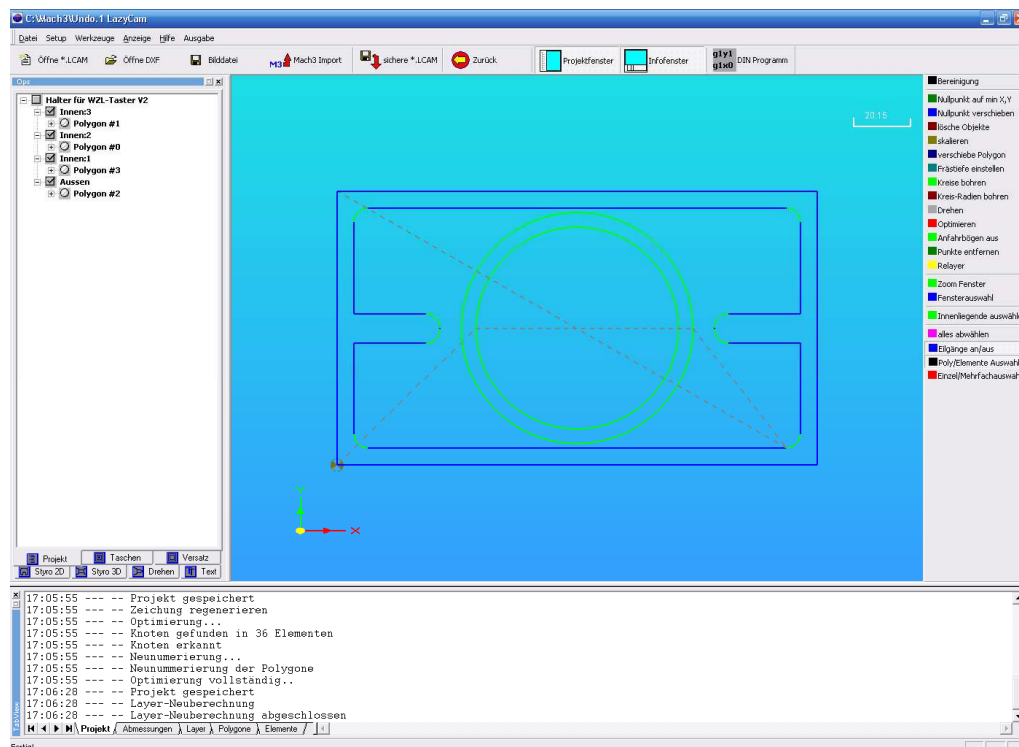 C:\Mach3\Undo.1 LazyCam
Datei Setup Werkzeuge Anzeige Hilfe Ausgabe
Öffne *.LCAM Öffne DXF Bilddatei M3 Mach3 Import sichere *.LCAM Zurück Projektfenster Infofenster g1y1 g1x0 DIN Programm
Ops
Halter für WZL-Taster V2
Innen:3
Polygon #1
Innen:2
Polygon #0
Innen:1
Polygon #3
Aussen
Polygon #2
Projekt Taschen Versatz
Styro 2D Styro 3D Drehen Text
20.15
Y
X
Bereinigung
Nullpunkt auf min X,Y
Nullpunkt verschieben
lösche Objekte
skalieren
verschiebe Polygon
Frästiefe einstellen
Kreise bohren
Kreis-Radien bohren
Drehen
Optimieren
Anfahrbögen aus
Punkte entfernen
Relayer
Zoom Fenster
Fensterauswahl
Innenliegende auswähle
alles abwählen
Eilgänge an/aus
Poly/Elemente Auswahl
Einzel/Mehrfachauswah
17:05:55 --- -- Projekt gespeichert
17:05:55 --- -- Zeichung regenerieren
17:05:55 --- -- Optimierung...
17:05:55 --- -- Knoten gefunden in 36 Elementen
17:05:55 --- -- Knoten erkannt
17:05:55 --- -- Neunumerierung...
17:05:55 --- -- Neunummerierung der Polygone
17:05:55 --- -- Optimierung vollständig..
17:06:28 --- -- Projekt gespeichert
17:06:28 --- -- Layer-Neuberechnung
17:06:28 --- -- Layer-Neuberechnung abgeschlossen
TabView
Projekt Abmessungen Layer Polygone Elemente